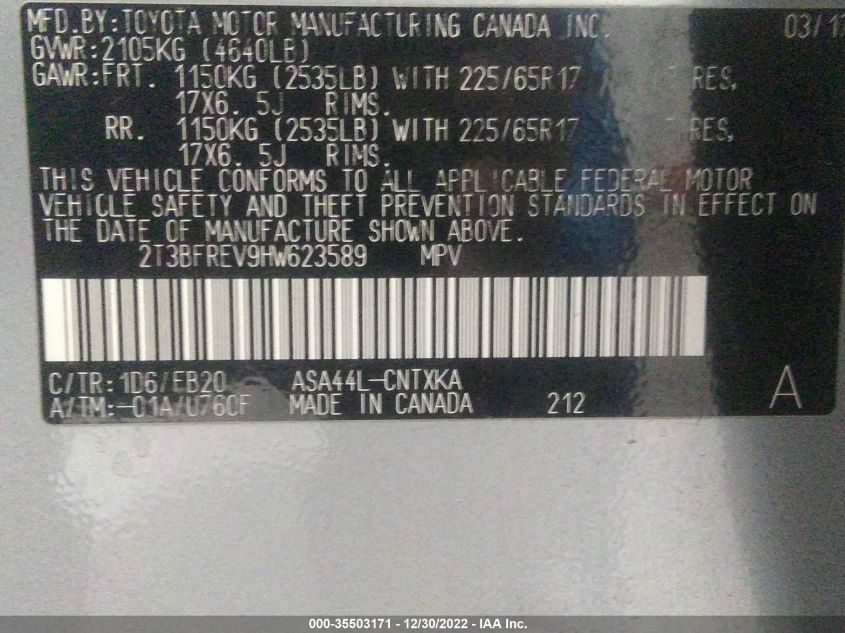 MFD.BY:TOYOTA MOTOR MANUFACTURING CANADA INC. 03/17
GVWR:2105KG (4640LB)
GAWR:FRT. 1150KG (2535LB) WITH 225/65R17
17X6.5J RIMS.
RR. 1150KG (2535LB) WITH 225/65R17
17X6.5J RIMS.
THIS VEHICLE CONFORMS TO ALL APPLICABLE FEDERAL MOTOR
VEHICLE SAFETY AND THEFT PREVENTION STANDARDS IN EFFECT ON
THE DATE OF MANUFACTURE SHOWN ABOVE.
2T3BFREV9HW623589 MPV
C/TR:1D6/FB20 ASA44L-CNTXKA A
A/TM:-01A/U760F MADE IN CANADA 212
000-35503171 - 12/30/2022 - IAA Inc.